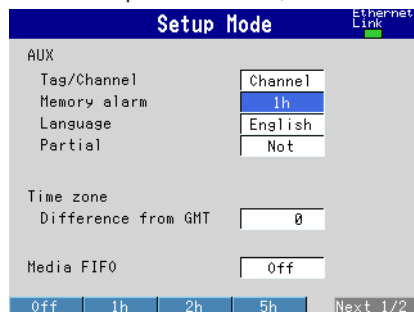 Setup Mode
Ethernet
Link
AUX
Tag/Channel Channel
Memory alarm 1h
Language English
Partial Not
Time zone
Difference from GMT 0
Media FIFO Off
Off 1h 2h 5h Next 1/2